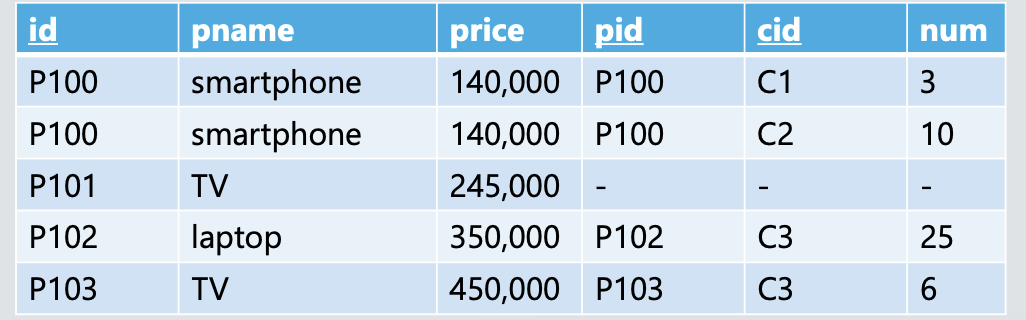 id pname price pid cid num
P100 smartphone 140,000 P100 C1 3
P100 smartphone 140,000 P100 C2 10
P101 TV 245,000 - - -
P102 laptop 350,000 P102 C3 25
P103 TV 450,000 P103 C3 6